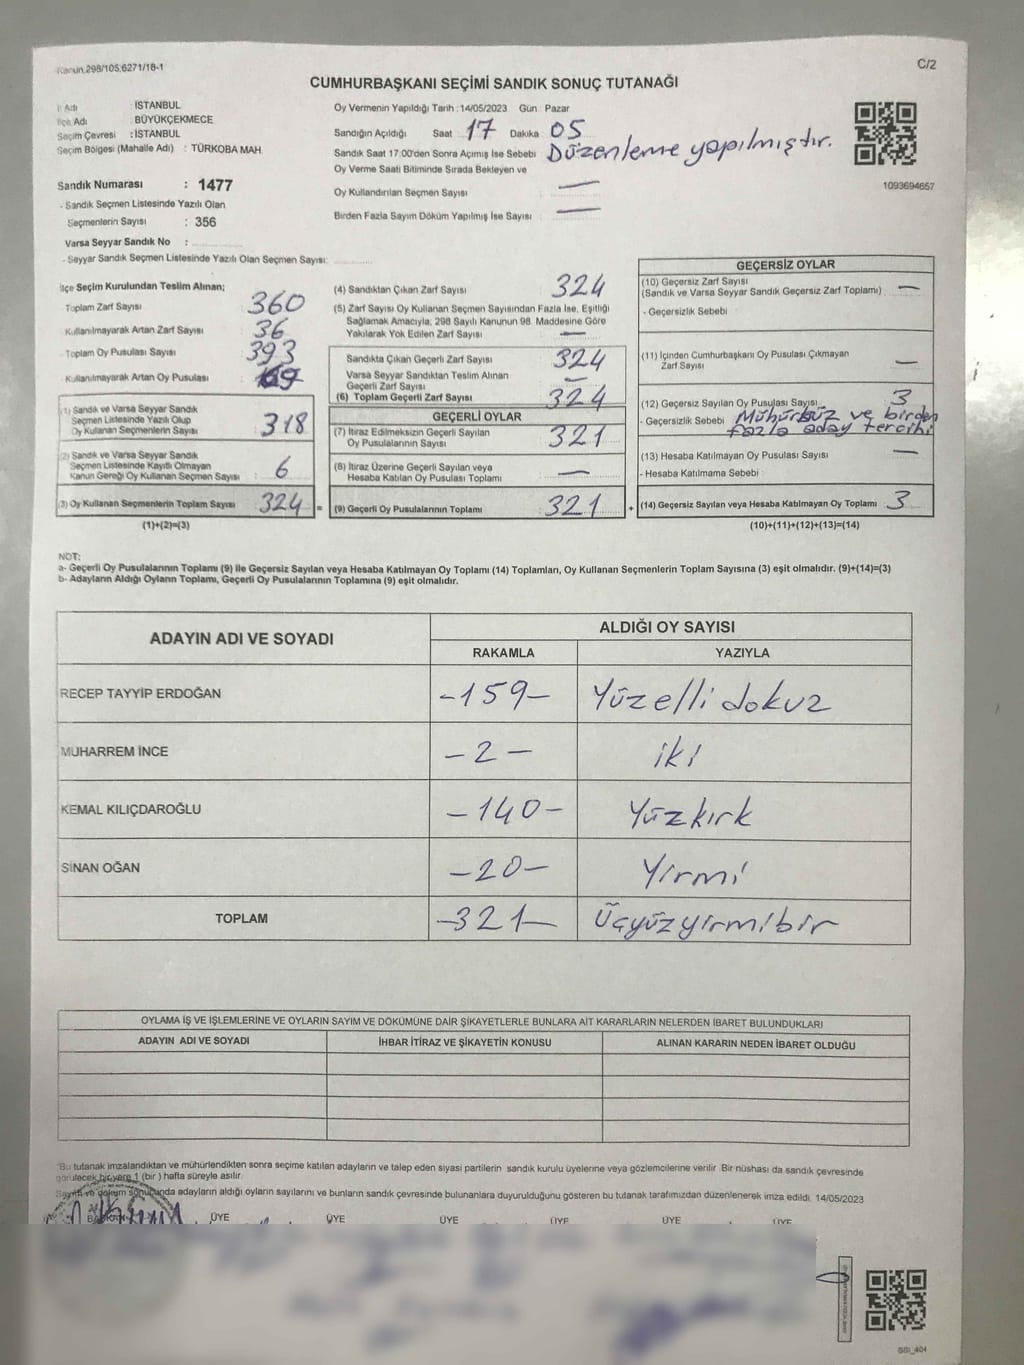 Kanun:298/105,6271/18-1
C/2
CUMHURBAŞKANI SEÇİMİ SANDIK SONUÇ TUTANAĞI
İl Adı : İSTANBUL
İlçe Adı : BÜYÜKÇEKMECE
Seçim Çevresi : İSTANBUL
Seçim Bölgesi (Mahalle Adı) : TÜRKOBA MAH.
Sandık Numarası : 1477
- Sandık Seçmen Listesinde Yazılı Olan
Seçmenlerin Sayısı : 356
Varsa Seyyar Sandık No :
- Seyyar Sandık Seçmen Listesinde Yazılı Olan Seçmen Sayısı:
Oy Vermenin Yapıldığı Tarih : 14/05/2023 Gün : Pazar
Sandığın Açıldığı Saat 17 Dakika 05
Sandık Saat 17:00'den Sonra Açımış İse Sebebi Düzenleme yapılmıştır.
Oy Verme Saati Bitiminde Sırada Bekleyen ve
Oy Kullandırılan Seçmen Sayısı —
Birden Fazla Sayım Döküm Yapılmış İse Sayısı —
1093694657
İlçe Seçim Kurulundan Teslim Alınan;
Toplam Zarf Sayısı 360
Kullanılmayarak Artan Zarf Sayısı 36
Toplam Oy Pusulası Sayısı 393
Kullanılmayarak Artan Oy Pusulası 69
(1) Sandık ve Varsa Seyyar Sandık
Seçmen Listesinde Yazılı Olup
Oy Kullanan Seçmenlerin Sayısı 318
(2) Sandık ve Varsa Seyyar Sandık
Seçmen Listesinde Kayıtlı Olmayan
Kanun Gereği Oy Kullanan Seçmen Sayısı 6
(3) Oy Kullanan Seçmenlerin Toplam Sayısı 324 =
(1)+(2)=(3)
(4) Sandıktan Çıkan Zarf Sayısı 324
(5) Zarf Sayısı Oy Kullanan Seçmen Sayısından Fazla İse, Eşitliği
Sağlamak Amacıyla; 298 Sayılı Kanunun 98. Maddesine Göre
Yakılarak Yok Edilen Zarf Sayısı —
Sandıkta Çıkan Geçerli Zarf Sayısı 324
Varsa Seyyar Sandıktan Teslim Alınan
Geçerli Zarf Sayısı —
(6) Toplam Geçerli Zarf Sayısı 324
GEÇERLİ OYLAR
(7) İtiraz Edilmeksizin Geçerli Sayılan
Oy Pusulalarının Sayısı 321
(8) İtiraz Üzerine Geçerli Sayılan veya
Hesaba Katılan Oy Pusulası Toplamı —
(9) Geçerli Oy Pusulalarının Toplamı 321 +
GEÇERSİZ OYLAR
(10) Geçersiz Zarf Sayısı
(Sandık ve Varsa Seyyar Sandık Geçersiz Zarf Toplamı) —
- Geçersizlik Sebebi
(11) İçinden Cumhurbaşkanı Oy Pusulası Çıkmayan
Zarf Sayısı —
(12) Geçersiz Sayılan Oy Pusulası Sayısı 3
- Geçersizlik Sebebi Mühürsüz ve birden
fazla aday tercihi
(13) Hesaba Katılmayan Oy Pusulası Sayısı —
- Hesaba Katılmama Sebebi
(14) Geçersiz Sayılan veya Hesaba Katılmayan Oy Toplamı 3
(10)+(11)+(12)+(13)=(14)
NOT:
a- Geçerli Oy Pusulalarının Toplamı (9) ile Geçersiz Sayılan veya Hesaba Katılmayan Oy Toplamı (14) Toplamları, Oy Kullanan Seçmenlerin Toplam Sayısına (3) eşit olmalıdır. (9)+(14)=(3)
b- Adayların Aldığı Oyların Toplamı, Geçerli Oy Pusulalarının Toplamına (9) eşit olmalıdır.
ADAYIN ADI VE SOYADI ALDIĞI OY SAYISI
RAKAMLA YAZIYLA
RECEP TAYYİP ERDOĞAN -159- Yüzelli dokuz
MUHARREM İNCE -2- iki
KEMAL KILIÇDAROĞLU -140- Yüzkırk
SİNAN OĞAN -20- Yirmi
TOPLAM -321- Üçyüzyirmibir
OYLAMA İŞ VE İŞLEMLERİNE VE OYLARIN SAYIM VE DÖKÜMÜNE DAİR ŞİKAYETLERLE BUNLARA AİT KARARLARIN NELERDEN İBARET BULUNDUKLARI
ADAYIN ADI VE SOYADI İHBAR İTİRAZ VE ŞİKAYETİN KONUSU ALINAN KARARIN NEDEN İBARET OLDUĞU
*Bu tutanak imzalandıktan ve mühürlendikten sonra seçime katılan adayların ve talep eden siyasi partilerin sandık kurulu üyelerine veya gözlemcilerine verilir. Bir nüshası da sandık çevresinde
görülecek bir yere 1 (bir ) hafta süreyle asılır.
Sayım ve döküm sonucunda adayların aldığı oyların sayılarını ve bunların sandık çevresinde bulunanlara duyurulduğunu gösteren bu tutanak tarafımızdan düzenlenerek imza edildi. 14/05/2023
BAŞKAN ÜYE ÜYE ÜYE ÜYE ÜYE ÜYE